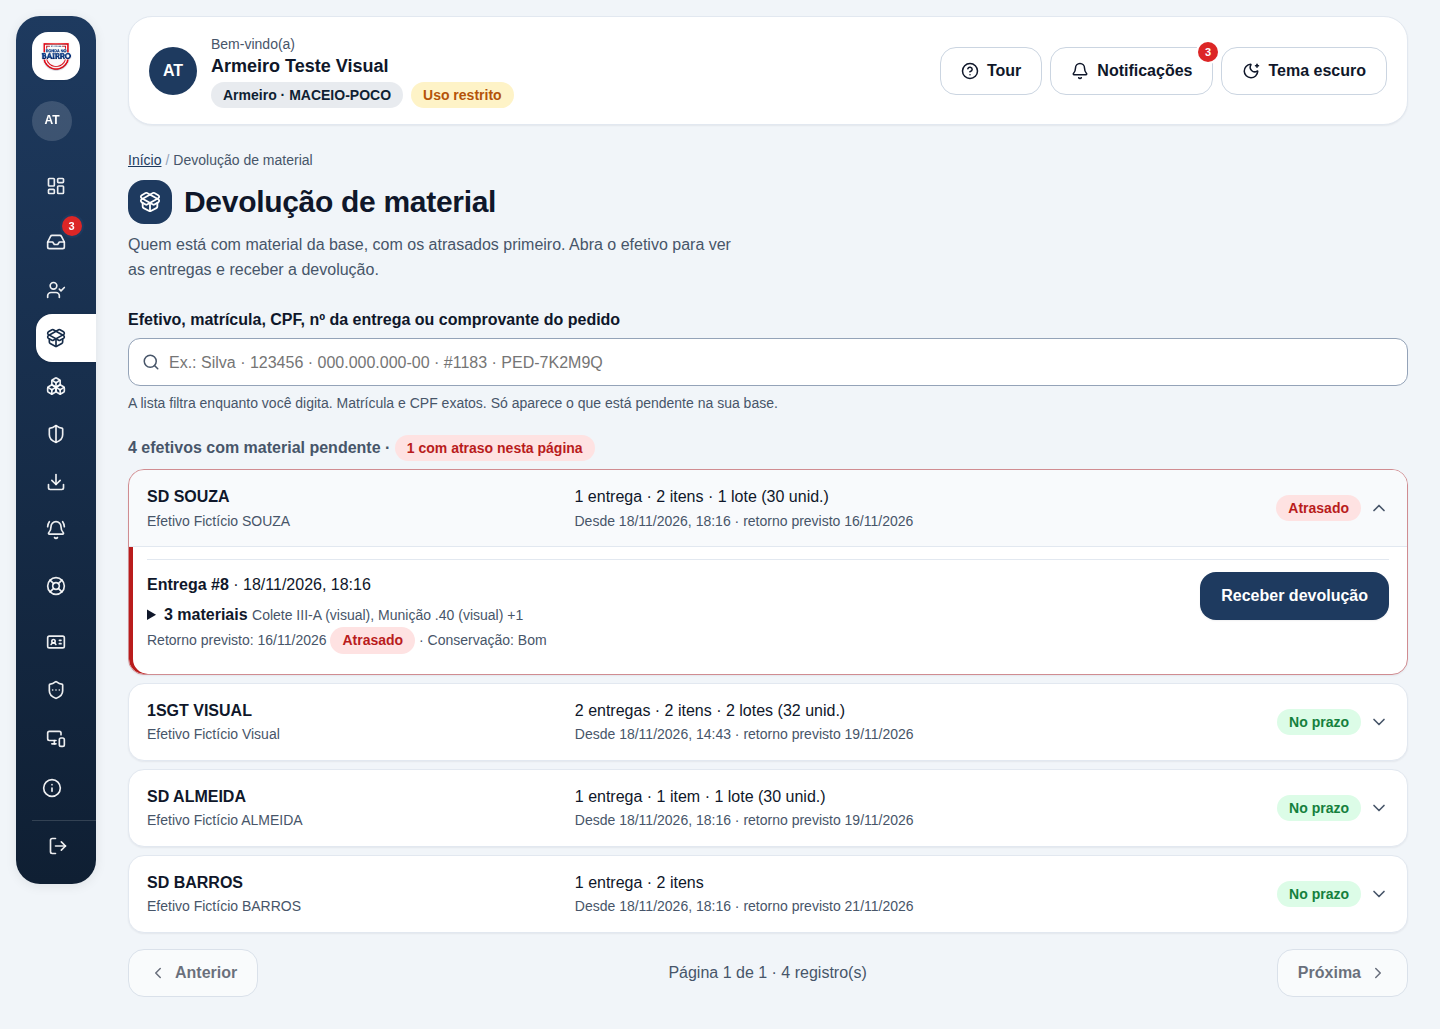 RONDA NO
BAIRRO
AT
3
AT
Bem-vindo(a)
Armeiro Teste Visual
Armeiro · MACEIO-POCO
Uso restrito
Tour
Notificações
3
Tema escuro
Início / Devolução de material
Devolução de material
Quem está com material da base, com os atrasados primeiro. Abra o efetivo para ver
as entregas e receber a devolução.
Efetivo, matrícula, CPF, nº da entrega ou comprovante do pedido
Ex.: Silva · 123456 · 000.000.000-00 · #1183 · PED-7K2M9Q
A lista filtra enquanto você digita. Matrícula e CPF exatos. Só aparece o que está pendente na sua base.
4 efetivos com material pendente · 1 com atraso nesta página
SD SOUZA
Efetivo Fictício SOUZA
1 entrega · 2 itens · 1 lote (30 unid.)
Desde 18/11/2026, 18:16 · retorno previsto 16/11/2026
Atrasado
Entrega #8 · 18/11/2026, 18:16
3 materiais Colete III-A (visual), Munição .40 (visual) +1
Retorno previsto: 16/11/2026 Atrasado · Conservação: Bom
Receber devolução
1SGT VISUAL
Efetivo Fictício Visual
2 entregas · 2 itens · 2 lotes (32 unid.)
Desde 18/11/2026, 14:43 · retorno previsto 19/11/2026
No prazo
SD ALMEIDA
Efetivo Fictício ALMEIDA
1 entrega · 1 item · 1 lote (30 unid.)
Desde 18/11/2026, 18:16 · retorno previsto 19/11/2026
No prazo
SD BARROS
Efetivo Fictício BARROS
1 entrega · 2 itens
Desde 18/11/2026, 18:16 · retorno previsto 21/11/2026
No prazo
Anterior
Página 1 de 1 · 4 registro(s)
Próxima